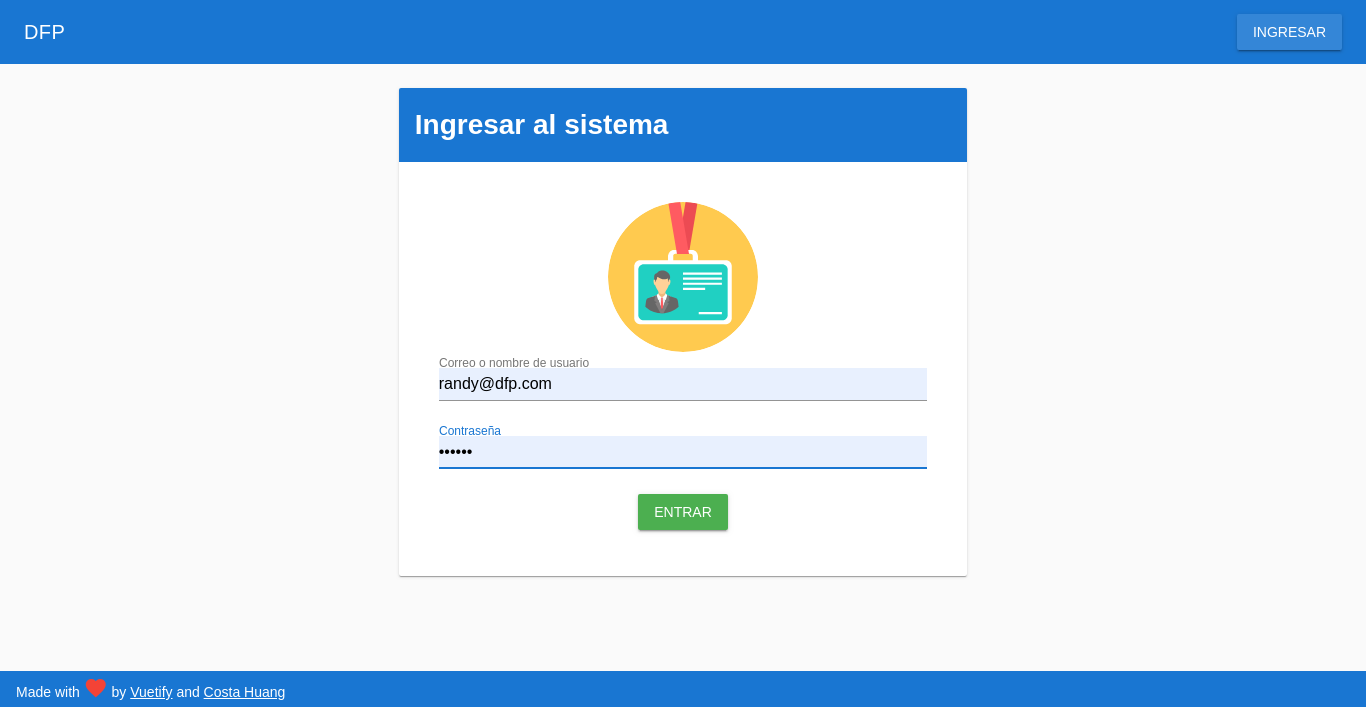 DFP
INGRESAR
Ingresar al sistema
Correo o nombre de usuario
randy@dfp.com
Contraseña
••••••
ENTRAR
Made with ❤ by Vuetify and Costa Huang